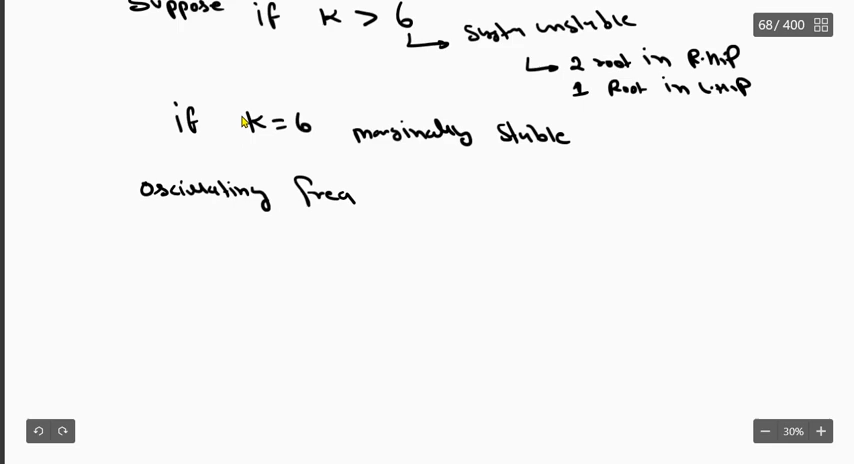 Suppose if K > 6
68 / 400
↳ System unstable
↳ 2 root in R.H.P
1 Root in L.H.P
if K = 6 marginally Stable
oscillating freq
30%